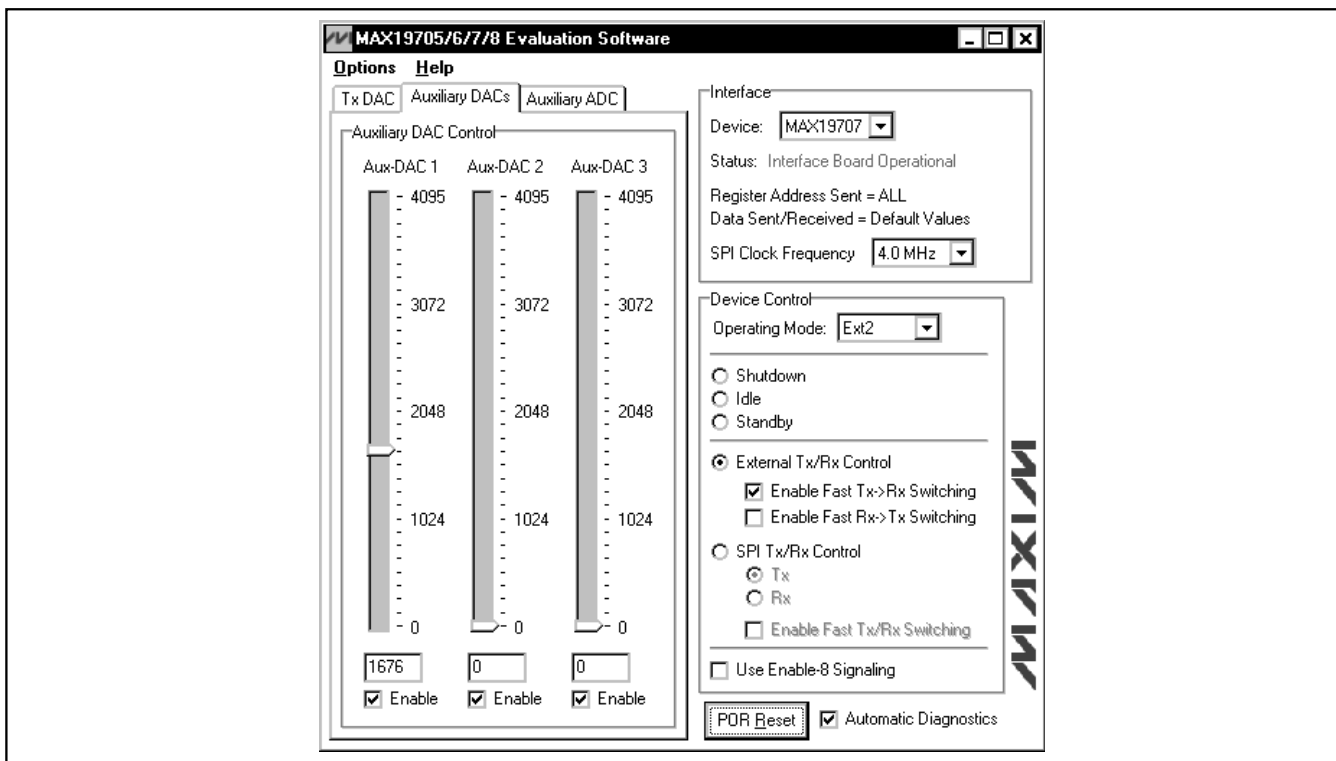 MAX19705/6/7/8 Evaluation Software
Options Help
Tx DAC Auxiliary DACs Auxiliary ADC
Auxiliary DAC Control
Aux-DAC 1 Aux-DAC 2 Aux-DAC 3
4095 4095 4095
3072 3072 3072
2048 2048 2048
1024 1024 1024
0 0 0
1676 0 0
Enable Enable Enable
Interface
Device: MAX19707
Status: Interface Board Operational
Register Address Sent = ALL
Data Sent/Received = Default Values
SPI Clock Frequency 4.0 MHz
Device Control
Operating Mode: Ext2
Shutdown
Idle
Standby
External Tx/Rx Control
Enable Fast Tx->Rx Switching
Enable Fast Rx->Tx Switching
SPI Tx/Rx Control
Tx
Rx
Enable Fast Tx/Rx Switching
Use Enable-8 Signaling
POR Reset Automatic Diagnostics
MAXIM